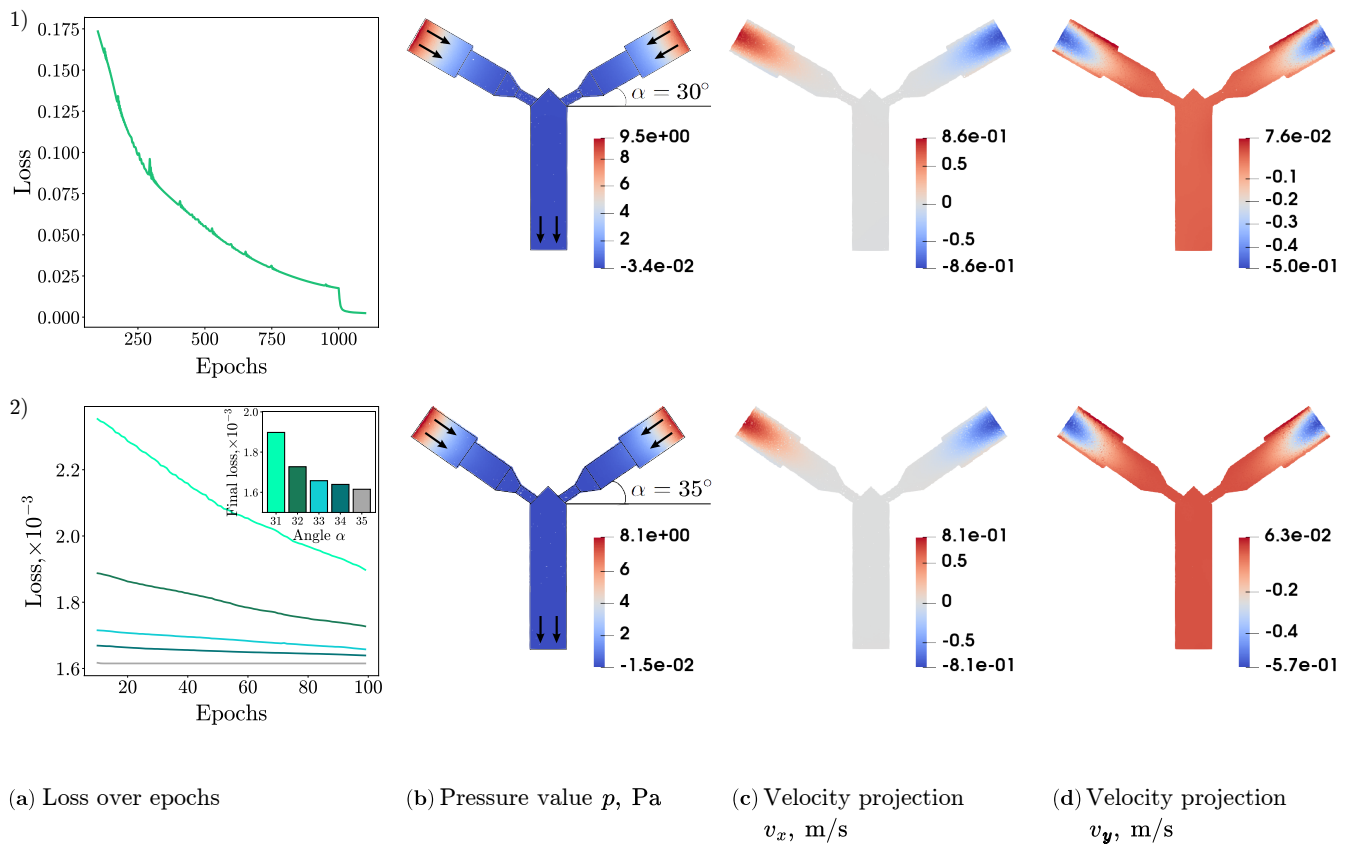 1)
0.175
0.150
0.125
0.100
0.075
0.050
0.025
0.000
Loss
250 500 750 1000
Epochs
α = 30°
9.5e+00
8
6
4
2
-3.4e-02
8.6e-01
0.5
0
-0.5
-8.6e-01
7.6e-02
-0.1
-0.2
-0.3
-0.4
-5.0e-01
2)
2.2
2.0
1.8
1.6
Loss,×10⁻³
20 40 60 80 100
Epochs
2.0
1.8
1.6
Final loss,×10⁻³
31 32 33 34 35
Angle α
α = 35°
8.1e+00
6
4
2
-1.5e-02
8.1e-01
0.5
0
-0.5
-8.1e-01
6.3e-02
-0.2
-0.4
-5.7e-01
(a) Loss over epochs
(b) Pressure value p, Pa
(c) Velocity projection
vₓ, m/s
(d) Velocity projection
v_y, m/s